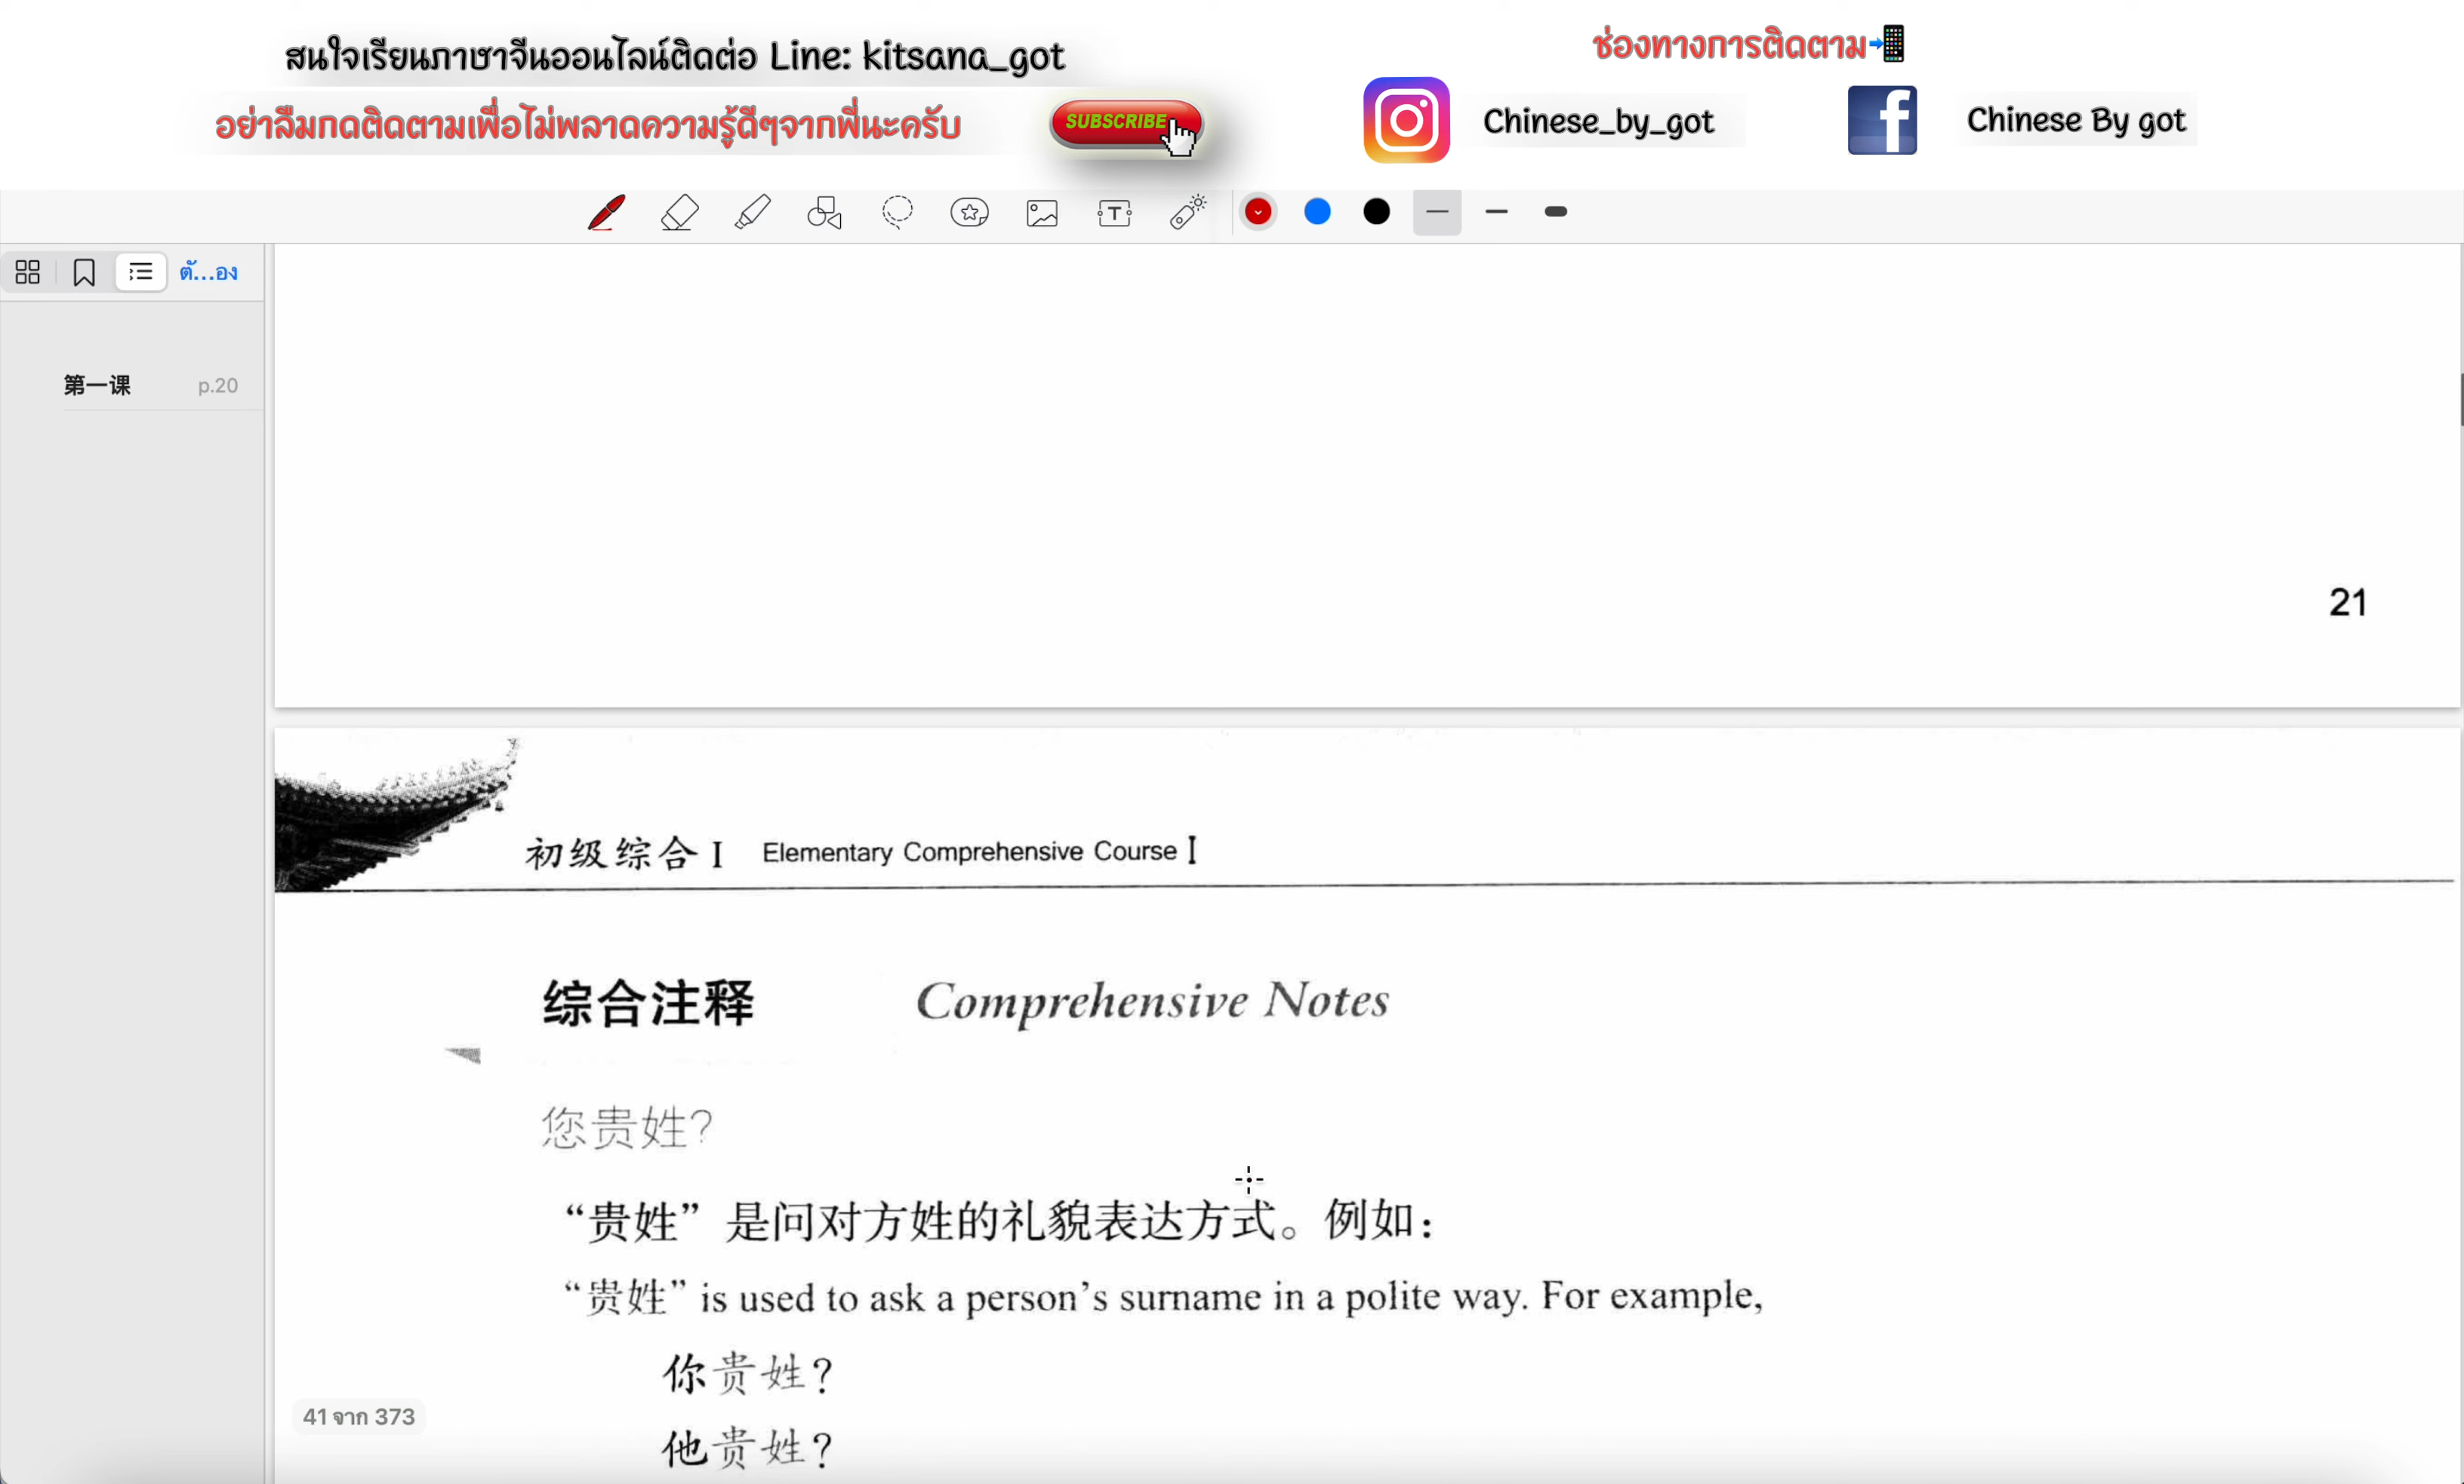 สนใจเรียนภาษาจีนออนไลน์ติดต่อ Line: kitsana_got
อย่าลืมกดติดตามเพื่อไม่พลาดความรู้ดีๆจากพี่นะครับ
SUBSCRIBE
ช่องทางการติดตาม
Chinese_by_got
Chinese By got
ตั...อง
第一课 p.20
21
初级综合 I Elementary Comprehensive Course I
综合注释 Comprehensive Notes
您贵姓?
“贵姓”是问对方姓的礼貌表达方式。例如:
“贵姓” is used to ask a person’s surname in a polite way. For example,
你贵姓?
他贵姓?
41 จาก 373